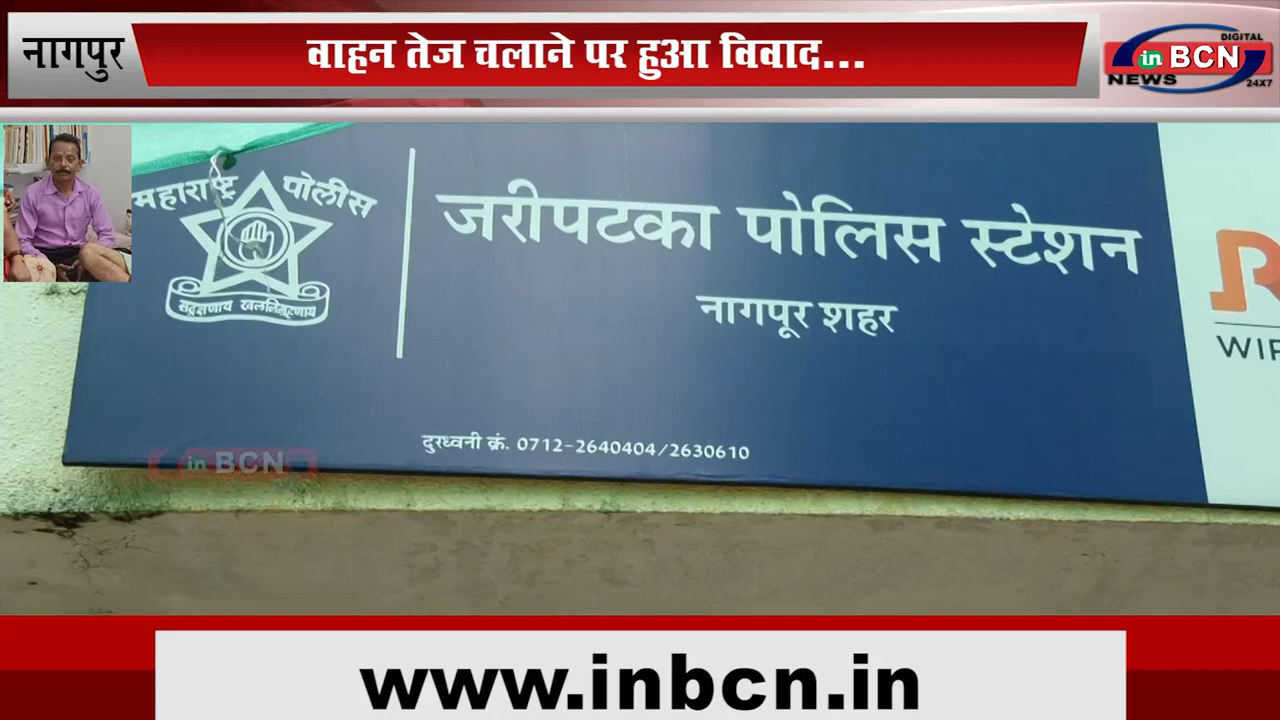 नागपुर
वाहन तेज चलाने पर हुआ विवाद...
DIGITAL
in BCN
NEWS
24X7
महाराष्ट्र पोलीस
सद्रक्षणाय खलनिग्रहणाय
जरीपटका पोलिस स्टेशन
नागपूर शहर
दुरध्वनी क्रं. 0712-2640404/2630610
in BCN
www.inbcn.in